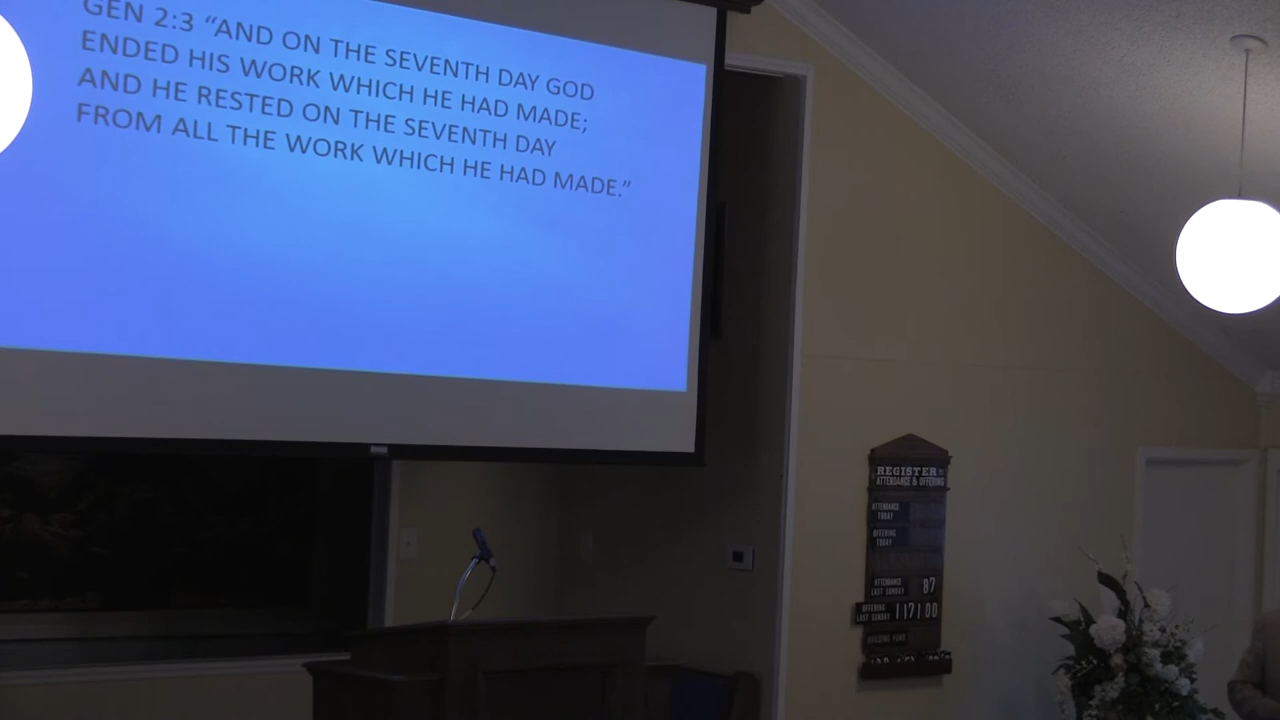 GEN 2:3 “AND ON THE SEVENTH DAY GOD
ENDED HIS WORK WHICH HE HAD MADE;
AND HE RESTED ON THE SEVENTH DAY
FROM ALL THE WORK WHICH HE HAD MADE.”
REGISTER
ATTENDANCE & OFFERING
ATTENDANCE
TODAY
OFFERING
TODAY
ATTENDANCE
LAST SUNDAY 87
OFFERING
LAST SUNDAY 1171 00
BUILDING FUND